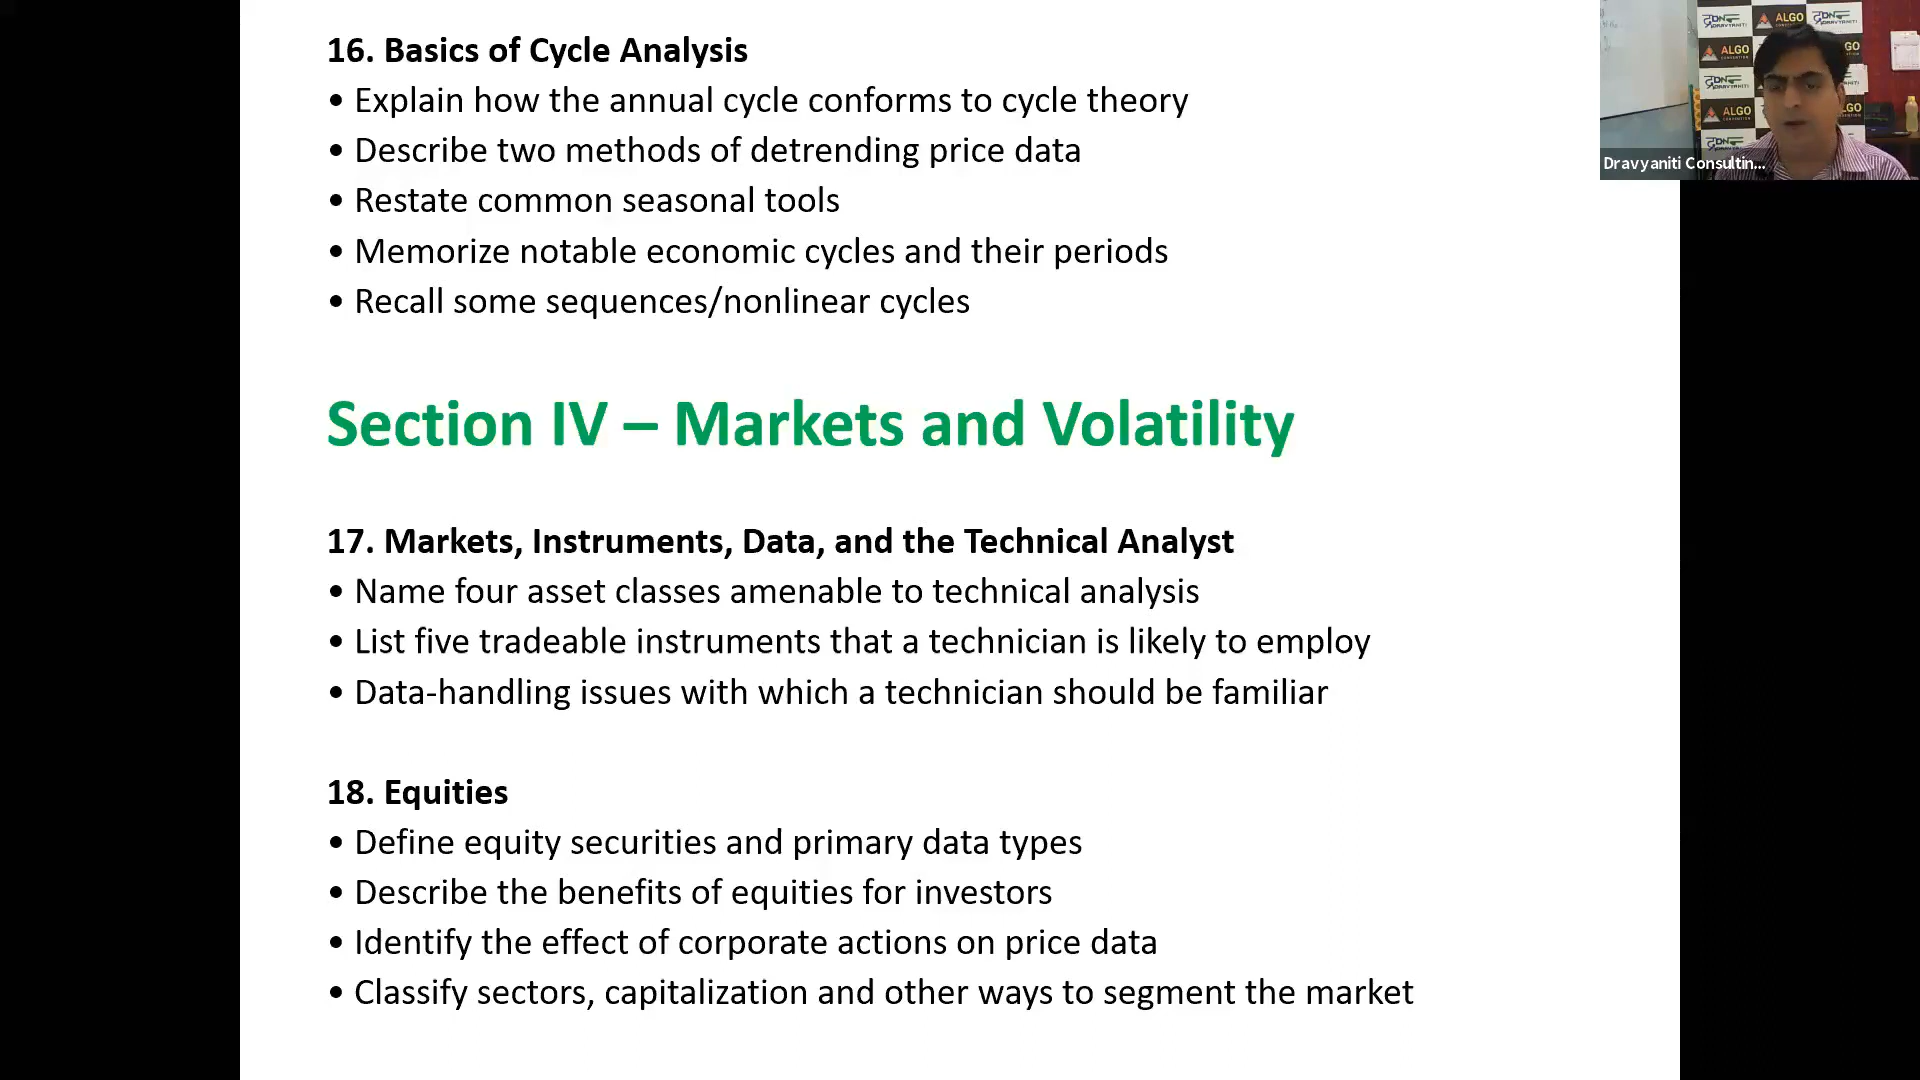 16. Basics of Cycle Analysis
• Explain how the annual cycle conforms to cycle theory
• Describe two methods of detrending price data
• Restate common seasonal tools
• Memorize notable economic cycles and their periods
• Recall some sequences/nonlinear cycles
Section IV – Markets and Volatility
17. Markets, Instruments, Data, and the Technical Analyst
• Name four asset classes amenable to technical analysis
• List five tradeable instruments that a technician is likely to employ
• Data-handling issues with which a technician should be familiar
18. Equities
• Define equity securities and primary data types
• Describe the benefits of equities for investors
• Identify the effect of corporate actions on price data
• Classify sectors, capitalization and other ways to segment the market
ALGO
ALGO
ALGO
Dravyaniti Consultin...